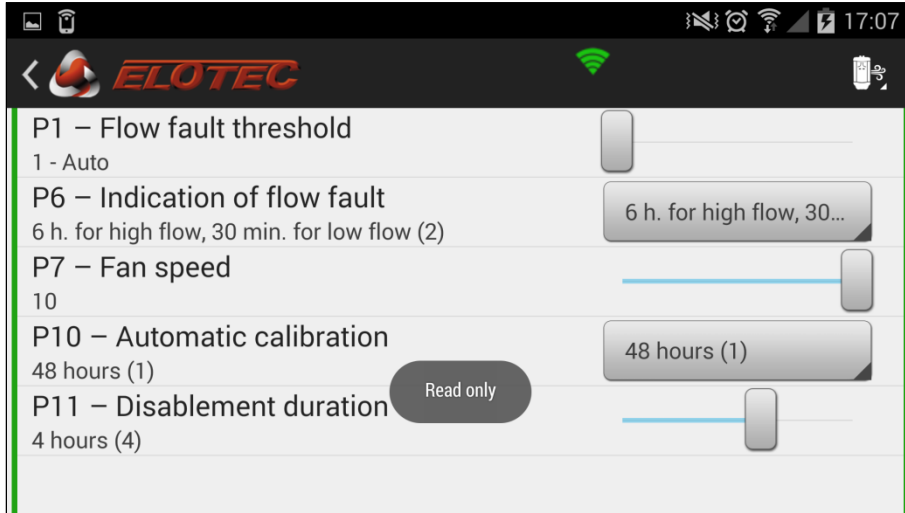 17:07
ELOTEC
P1 – Flow fault threshold
1 - Auto
P6 – Indication of flow fault
6 h. for high flow, 30 min. for low flow (2)
6 h. for high flow, 30...
P7 – Fan speed
10
P10 – Automatic calibration
48 hours (1)
48 hours (1)
Read only
P11 – Disablement duration
4 hours (4)